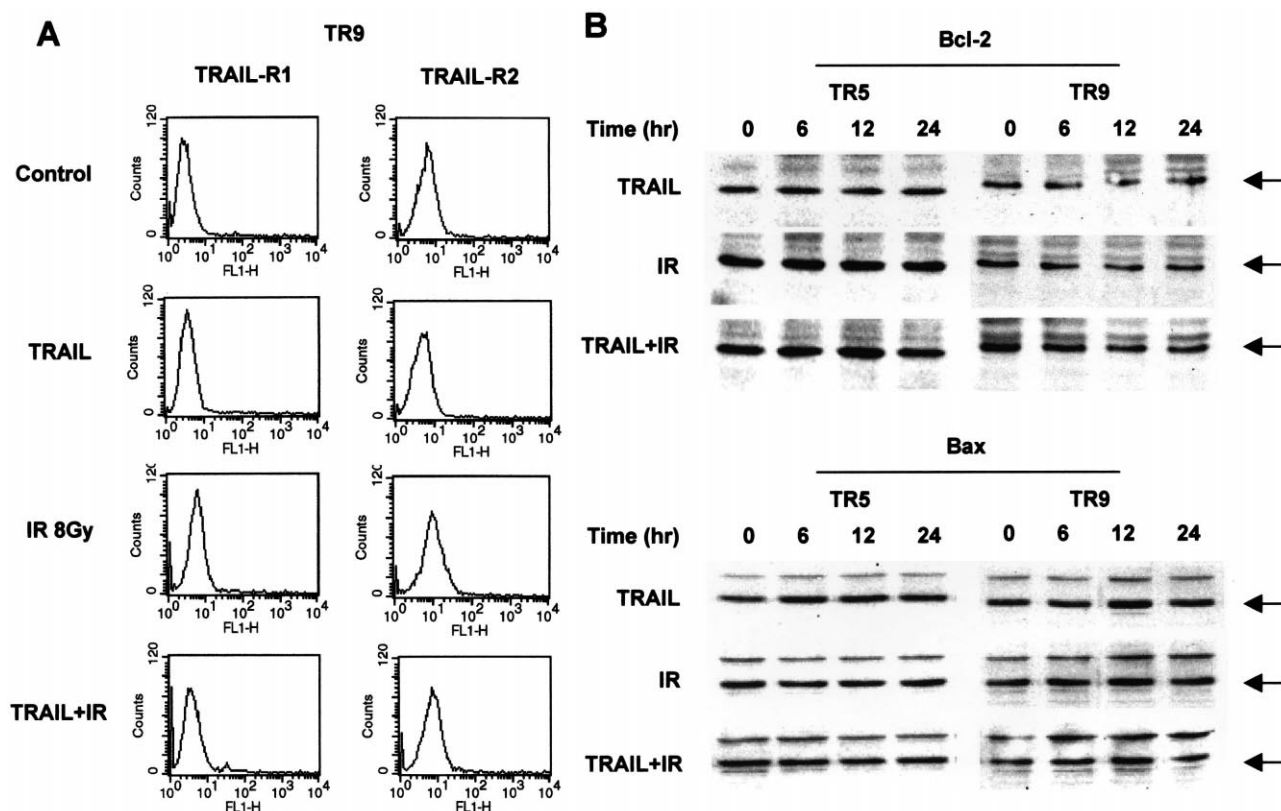 A
TR9
TRAIL-R1 TRAIL-R2
Control
120
Counts
0
10^0 10^1 10^2 10^3 10^4
FL1-H
120
Counts
0
10^0 10^1 10^2 10^3 10^4
FL1-H
TRAIL
120
Counts
0
10^0 10^1 10^2 10^3 10^4
FL1-H
120
Counts
0
10^0 10^1 10^2 10^3 10^4
FL1-H
IR 8Gy
120
Counts
0
10^0 10^1 10^2 10^3 10^4
FL1-H
120
Counts
0
10^0 10^1 10^2 10^3 10^4
FL1-H
TRAIL+IR
120
Counts
0
10^0 10^1 10^2 10^3 10^4
FL1-H
120
Counts
0
10^0 10^1 10^2 10^3 10^4
FL1-H
B
Bcl-2
TR5 TR9
Time (hr) 0 6 12 24 0 6 12 24
TRAIL
IR
TRAIL+IR
Bax
TR5 TR9
Time (hr) 0 6 12 24 0 6 12 24
TRAIL
IR
TRAIL+IR